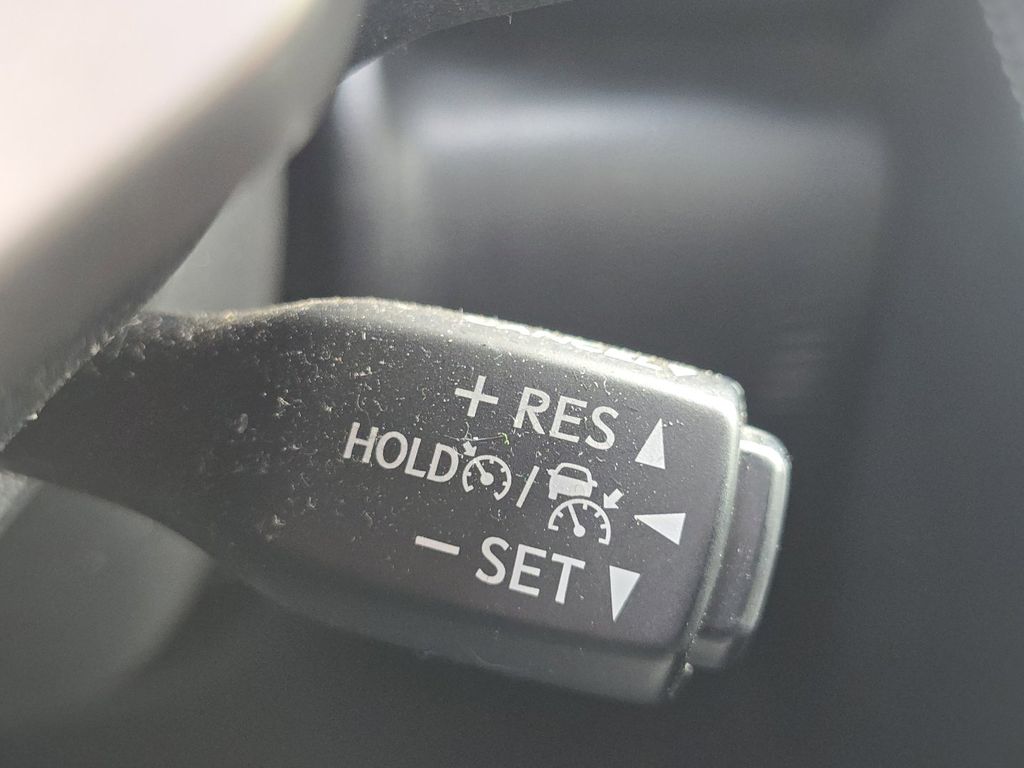 + RES
HOLD /
− SET